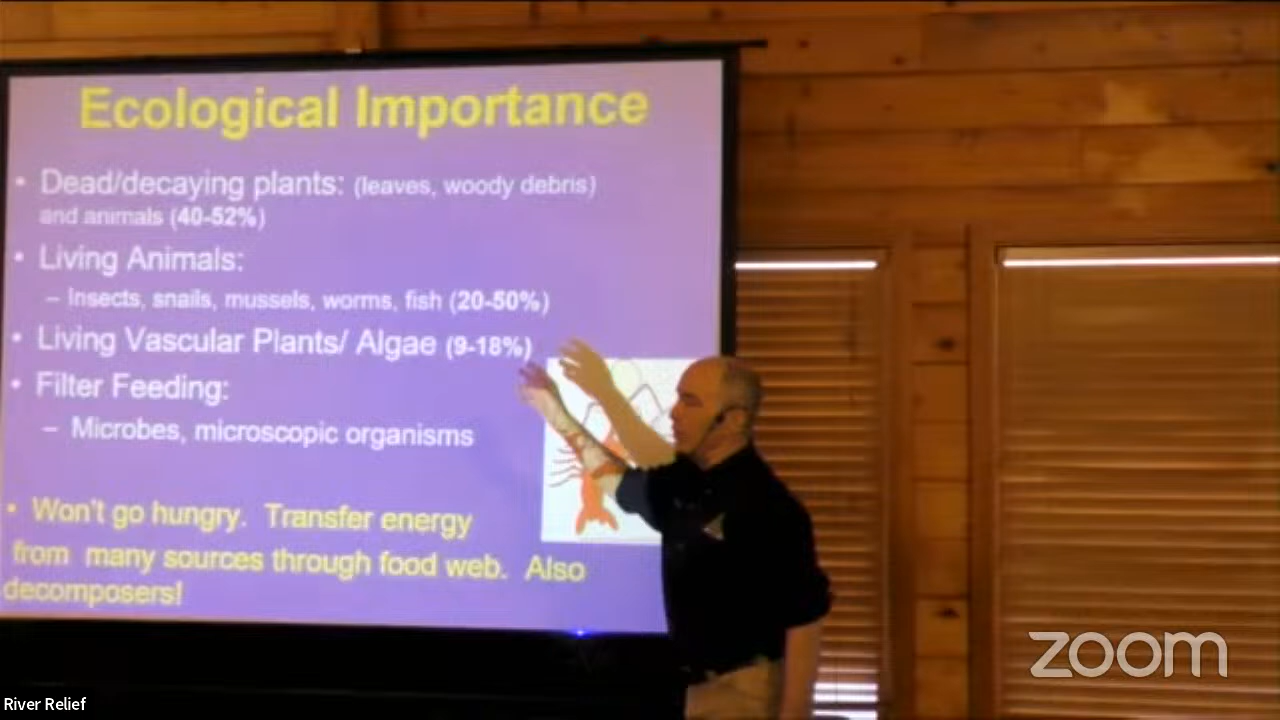 Ecological Importance
• Dead/decaying plants: (leaves, woody debris)
and animals (40-52%)
• Living Animals:
– Insects, snails, mussels, worms, fish (20-50%)
• Living Vascular Plants/ Algae (9-18%)
• Filter Feeding:
– Microbes, microscopic organisms
• Won't go hungry. Transfer energy
from many sources through food web. Also
decomposers!
zoom
River Relief